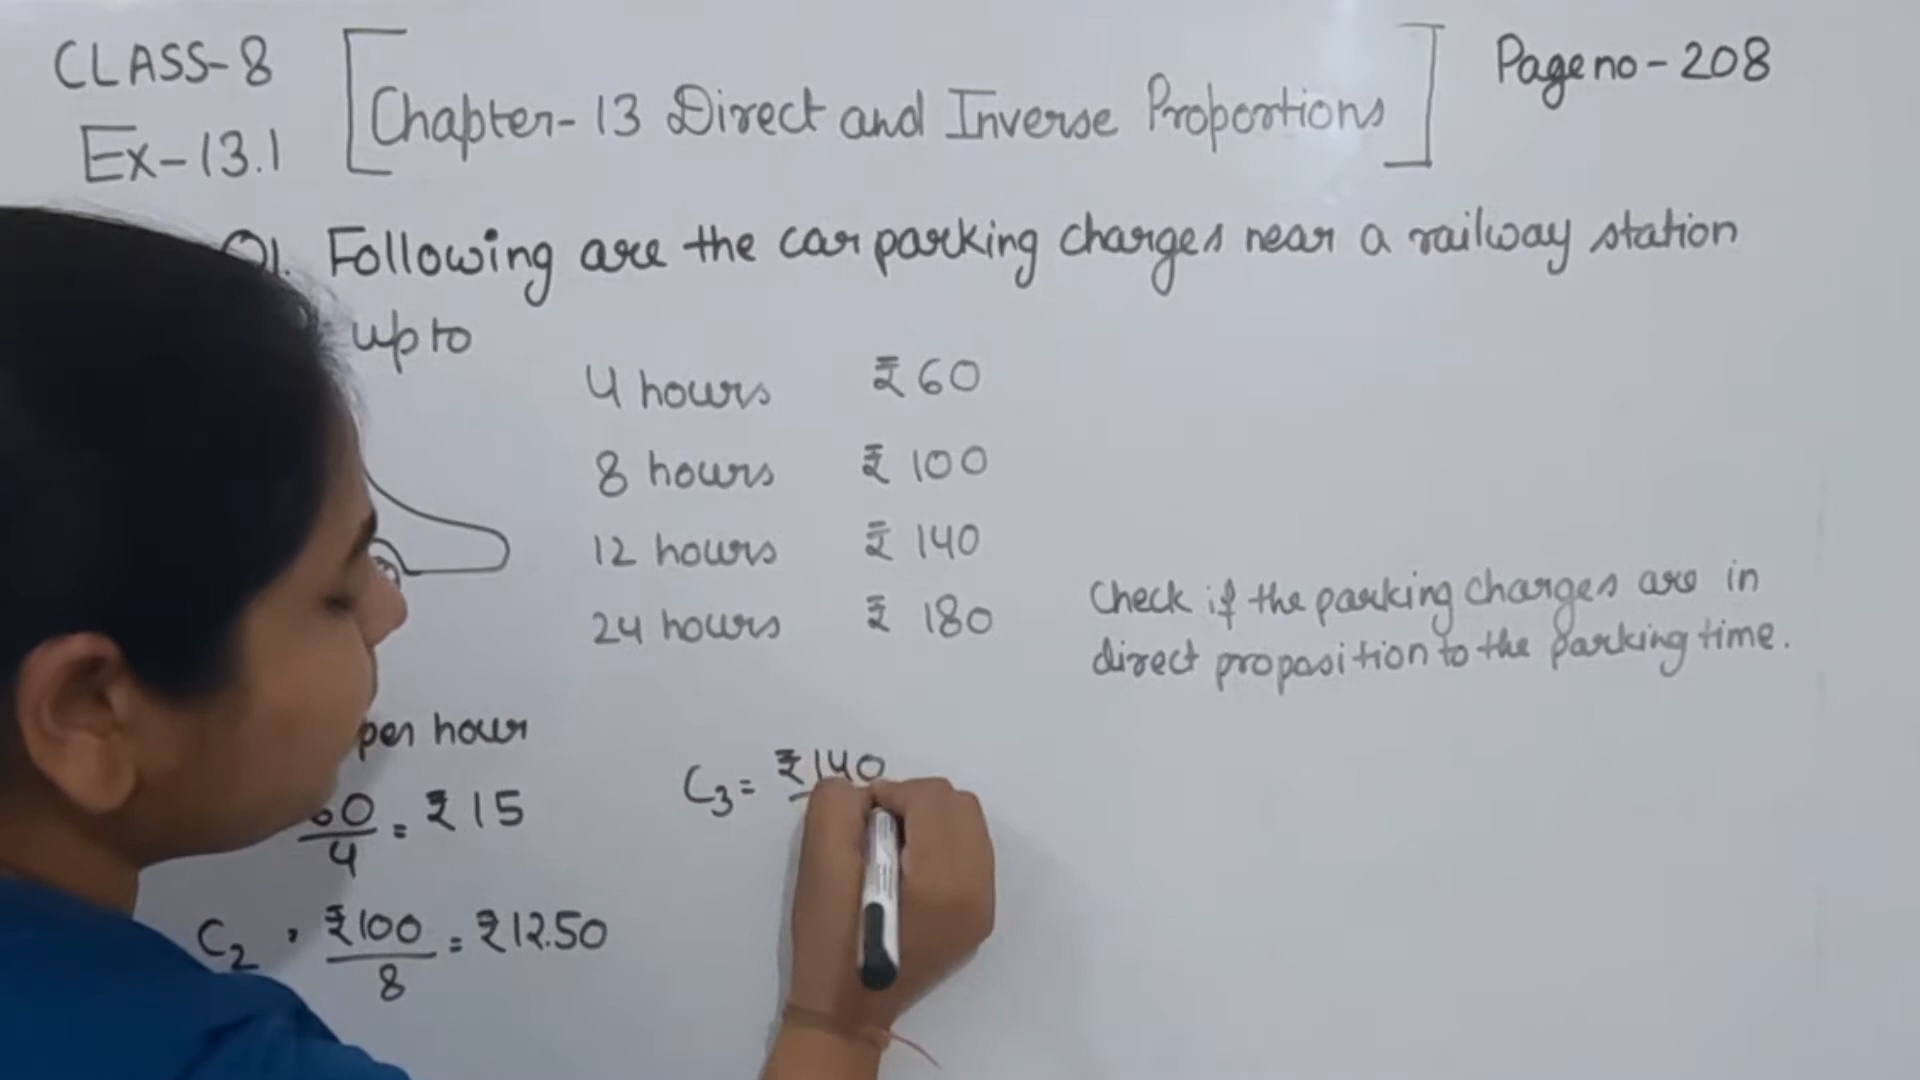 CLASS-8
Ex-13.1
[Chapter-13 Direct and Inverse Proportions]
Page no-208
Q1. Following are the car parking charges near a railway station
upto
4 hours ₹60
8 hours ₹ 100
12 hours ₹ 140
24 hours ₹ 180
Check if the parking charges are in
direct proposition to the parking time.
per hour
60/4 = ₹15
C2 = ₹100/8 = ₹12.50
C3 = ₹140